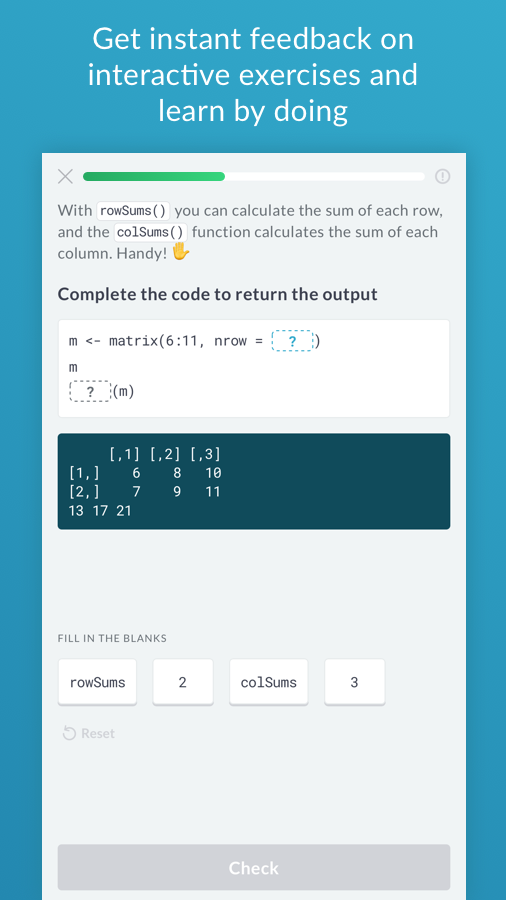 Get instant feedback on
interactive exercises and
learn by doing
With rowSums() you can calculate the sum of each row,
and the colSums() function calculates the sum of each
column. Handy! ✋
Complete the code to return the output
m <- matrix(6:11, nrow = ? )
m
? (m)
[,1] [,2] [,3]
[1,] 6 8 10
[2,] 7 9 11
13 17 21
FILL IN THE BLANKS
rowSums 2 colSums 3
Reset
Check